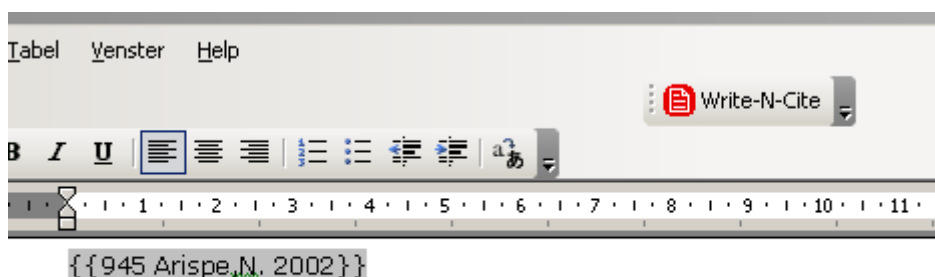 Tabel Venster Help
Write-N-Cite
B I U
1 2 3 4 5 6 7 8 9 10 11
{{945 Arispe,N. 2002}}